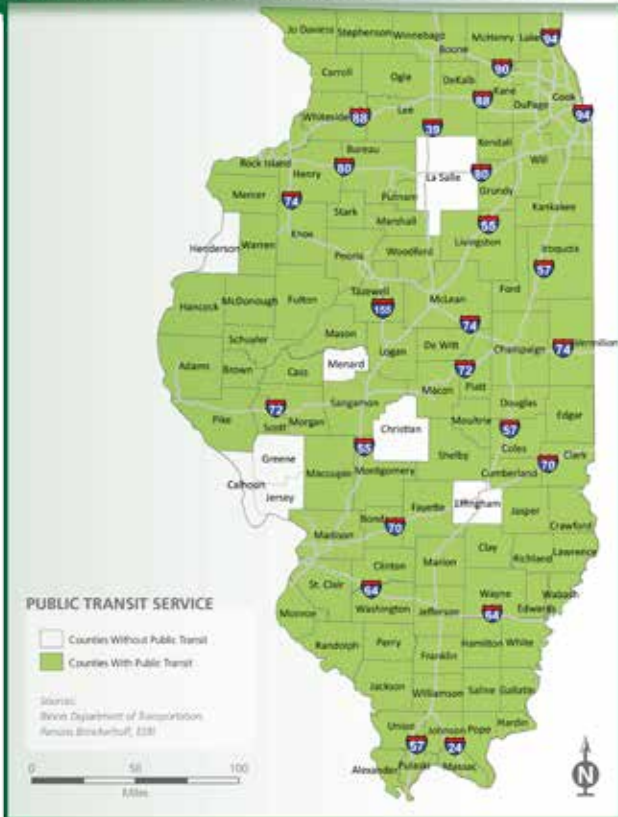 Jo Daviess Stephenson Winnebago Boone McHenry Lake 94
Carroll Ogle DeKalb 90 Kane Cook
Whiteside 88 Lee 88 DuPage 94
39
Rock Island Henry 80 Bureau La Salle 80 Kendall Will
Mercer 74 Putnam Grundy
Stark Marshall 55 Kankakee
Henderson Warren Knox Peoria Woodford Livingston Iroquois
57
Hancock McDonough Fulton Tazewell 155 McLean Ford
Schuyler Mason 74
Adams Brown Cass Menard Logan De Witt 72 Champaign 74 Vermilion
Macon Piatt
Pike 72 Scott Morgan Sangamon Christian Moultrie Douglas Edgar
57
Greene 55 Shelby Coles Clark
Calhoun Jersey Macoupin Montgomery Cumberland 70
Effingham
Madison Bond 70 Fayette Jasper Crawford
Clinton Marion Clay Richland Lawrence
St. Clair 64 Wayne Wabash
Monroe Washington Jefferson 64 Edwards
Randolph Perry Hamilton White
Franklin
Jackson Williamson Saline Gallatin
Union Johnson Pope Hardin
57 24
Alexander Pulaski Massac
PUBLIC TRANSIT SERVICE
Counties Without Public Transit
Counties With Public Transit
Sources:
Illinois Department of Transportation
Parsons Brinckerhoff, ESRI
0 50 100
Miles
N